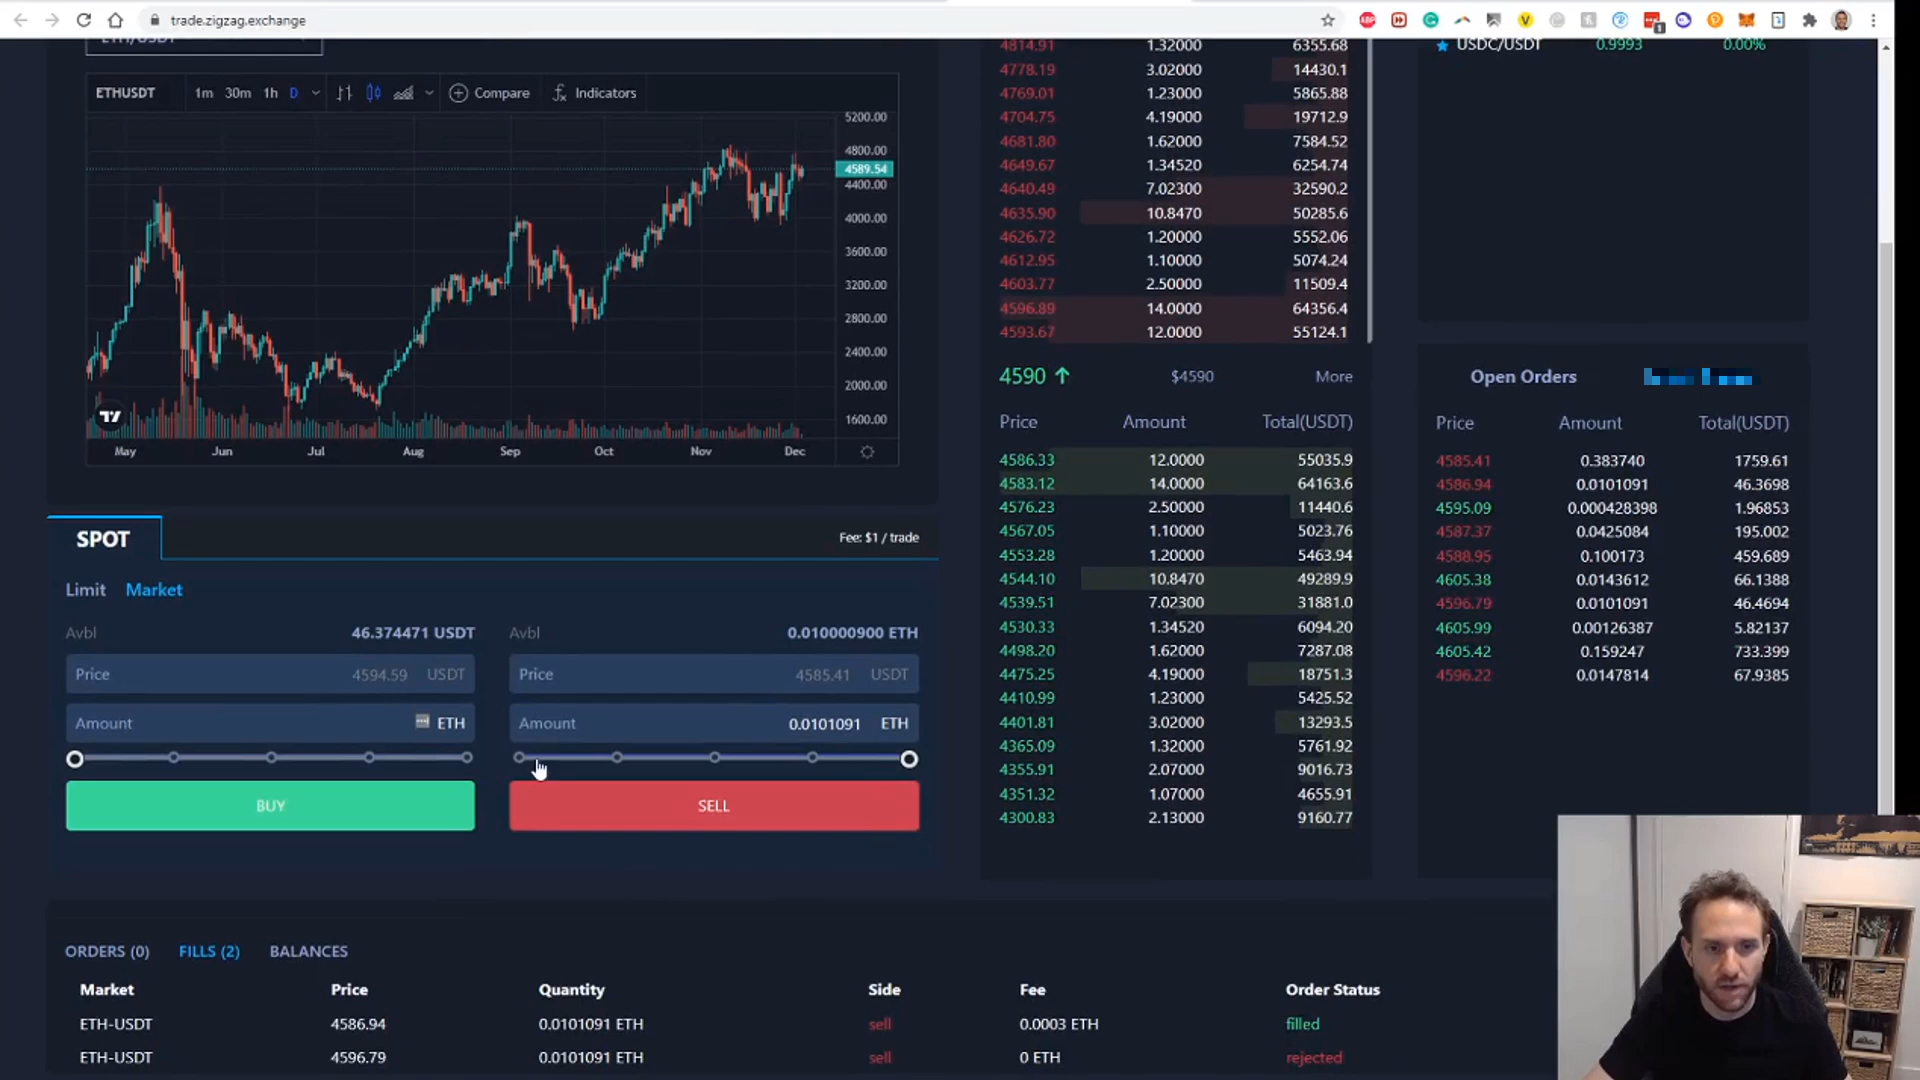 trade.zigzag.exchange
ETH/USDT
ETHUSDT 1m 30m 1h D Compare Indicators
5200.00
4800.00
4589.54
4400.00
4000.00
3600.00
3200.00
2800.00
2400.00
2000.00
1600.00
May Jun Jul Aug Sep Oct Nov Dec
SPOT
Fee: $1 / trade
Limit Market
Avbl 46.374471 USDT
Price 4594.59 USDT
Amount ETH
BUY
Avbl 0.010000900 ETH
Price 4585.41 USDT
Amount 0.0101091 ETH
SELL
4814.91 1.32000 6355.68
4778.19 3.02000 14430.1
4769.01 1.23000 5865.88
4704.75 4.19000 19712.9
4681.80 1.62000 7584.52
4649.67 1.34520 6254.74
4640.49 7.02300 32590.2
4635.90 10.8470 50285.6
4626.72 1.20000 5552.06
4612.95 1.10000 5074.24
4603.77 2.50000 11509.4
4596.89 14.0000 64356.4
4593.67 12.0000 55124.1
4590 $4590 More
Price Amount Total(USDT)
4586.33 12.0000 55035.9
4583.12 14.0000 64163.6
4576.23 2.50000 11440.6
4567.05 1.10000 5023.76
4553.28 1.20000 5463.94
4544.10 10.8470 49289.9
4539.51 7.02300 31881.0
4530.33 1.34520 6094.20
4498.20 1.62000 7287.08
4475.25 4.19000 18751.3
4410.99 1.23000 5425.52
4401.81 3.02000 13293.5
4365.09 1.32000 5761.92
4355.91 2.07000 9016.73
4351.32 1.07000 4655.91
4300.83 2.13000 9160.77
USDC/USDT 0.9993 0.00%
Open Orders
Price Amount Total(USDT)
4585.41 0.383740 1759.61
4586.94 0.0101091 46.3698
4595.09 0.000428398 1.96853
4587.37 0.0425084 195.002
4588.95 0.100173 459.689
4605.38 0.0143612 66.1388
4596.79 0.0101091 46.4694
4605.99 0.00126387 5.82137
4605.42 0.159247 733.399
4596.22 0.0147814 67.9385
ORDERS (0) FILLS (2) BALANCES
Market Price Quantity Side Fee Order Status
ETH-USDT 4586.94 0.0101091 ETH sell 0.0003 ETH filled
ETH-USDT 4596.79 0.0101091 ETH sell 0 ETH rejected